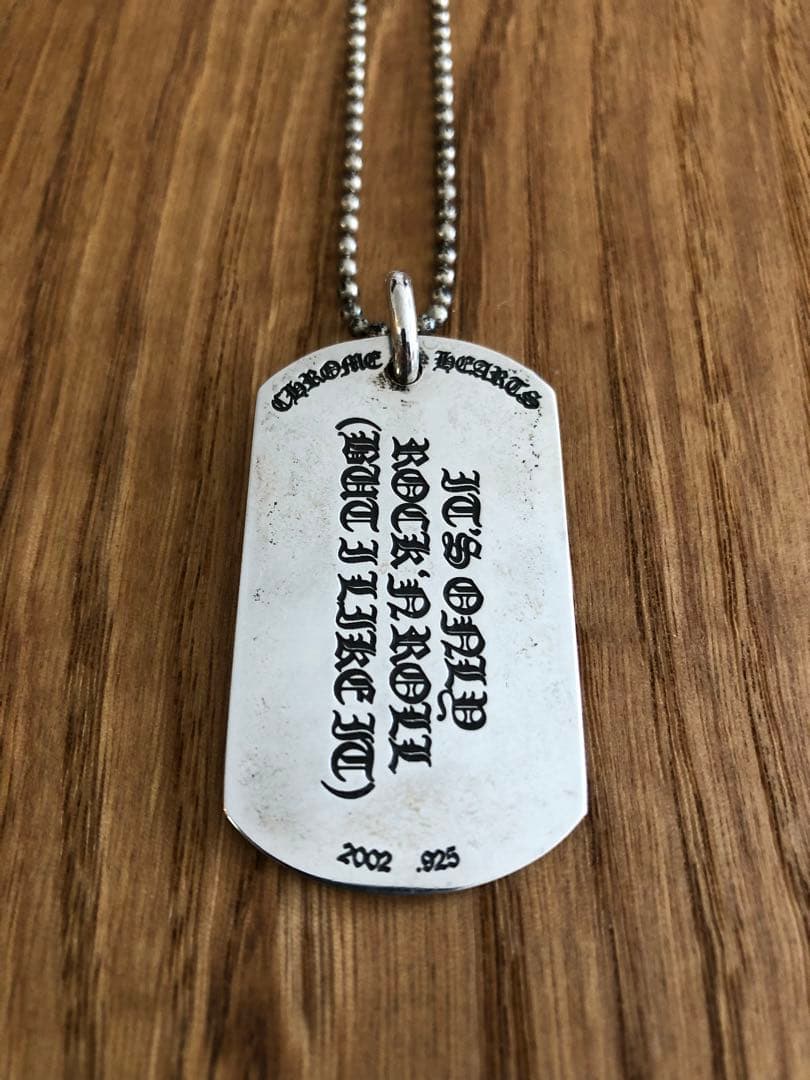 CHROME HEARTS
IT'S ONLY
ROCK'N ROLL
(BUT I LIKE IT)
2002 .925